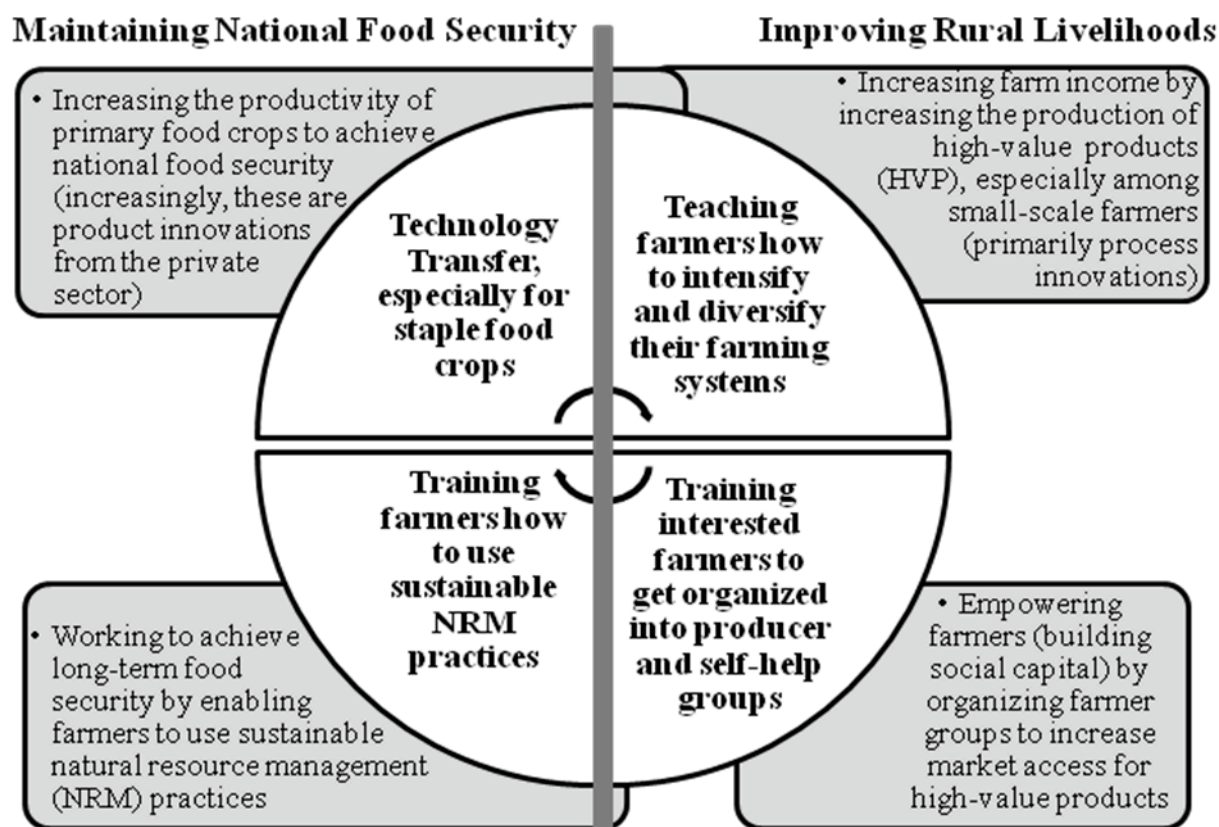 Maintaining National Food Security
Improving Rural Livelihoods
• Increasing the productivity of
primary food crops to achieve
national food security
(increasingly, these are
product innovations
from the private
sector)
Technology
Transfer,
especially for
staple food
crops
Teaching
farmers how
to intensify
and diversify
their farming
systems
• Increasing farm income by
increasing the production of
high-value products
(HVP), especially among
small-scale farmers
(primarily process
innovations)
• Working to achieve
long-term food
security by enabling
farmers to use sustainable
natural resource management
(NRM) practices
Training
farmers how
to use
sustainable
NRM
practices
Training
interested
farmers to
get organized
into producer
and self-help
groups
• Empowering
farmers (building
social capital) by
organizing farmer
groups to increase
market access for
high-value products